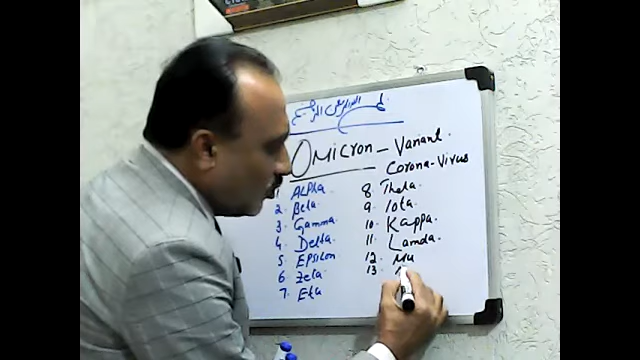 OMicron - Variant.
Corona-Virus
1 ALpha
2. Beta.
3. Gamma.
4. Delta.
5. EPsilon
6. Zeta.
7. Eta
8 Theta.
9. Iota.
10. Kappa.
11. Lamda.
12. Mu
13.